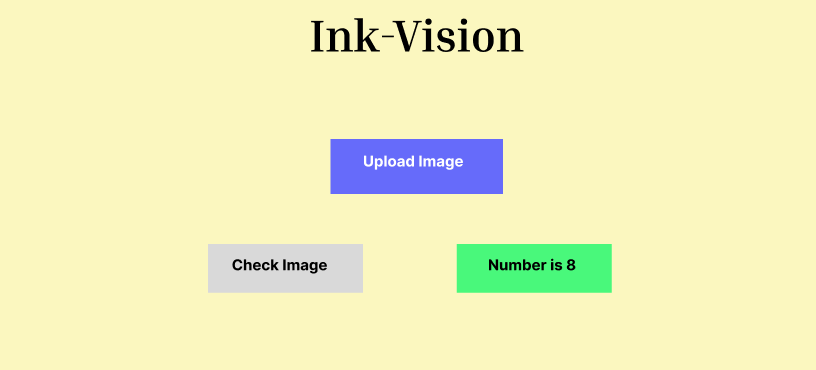 Ink-Vision
Upload Image
Check Image
Number is 8